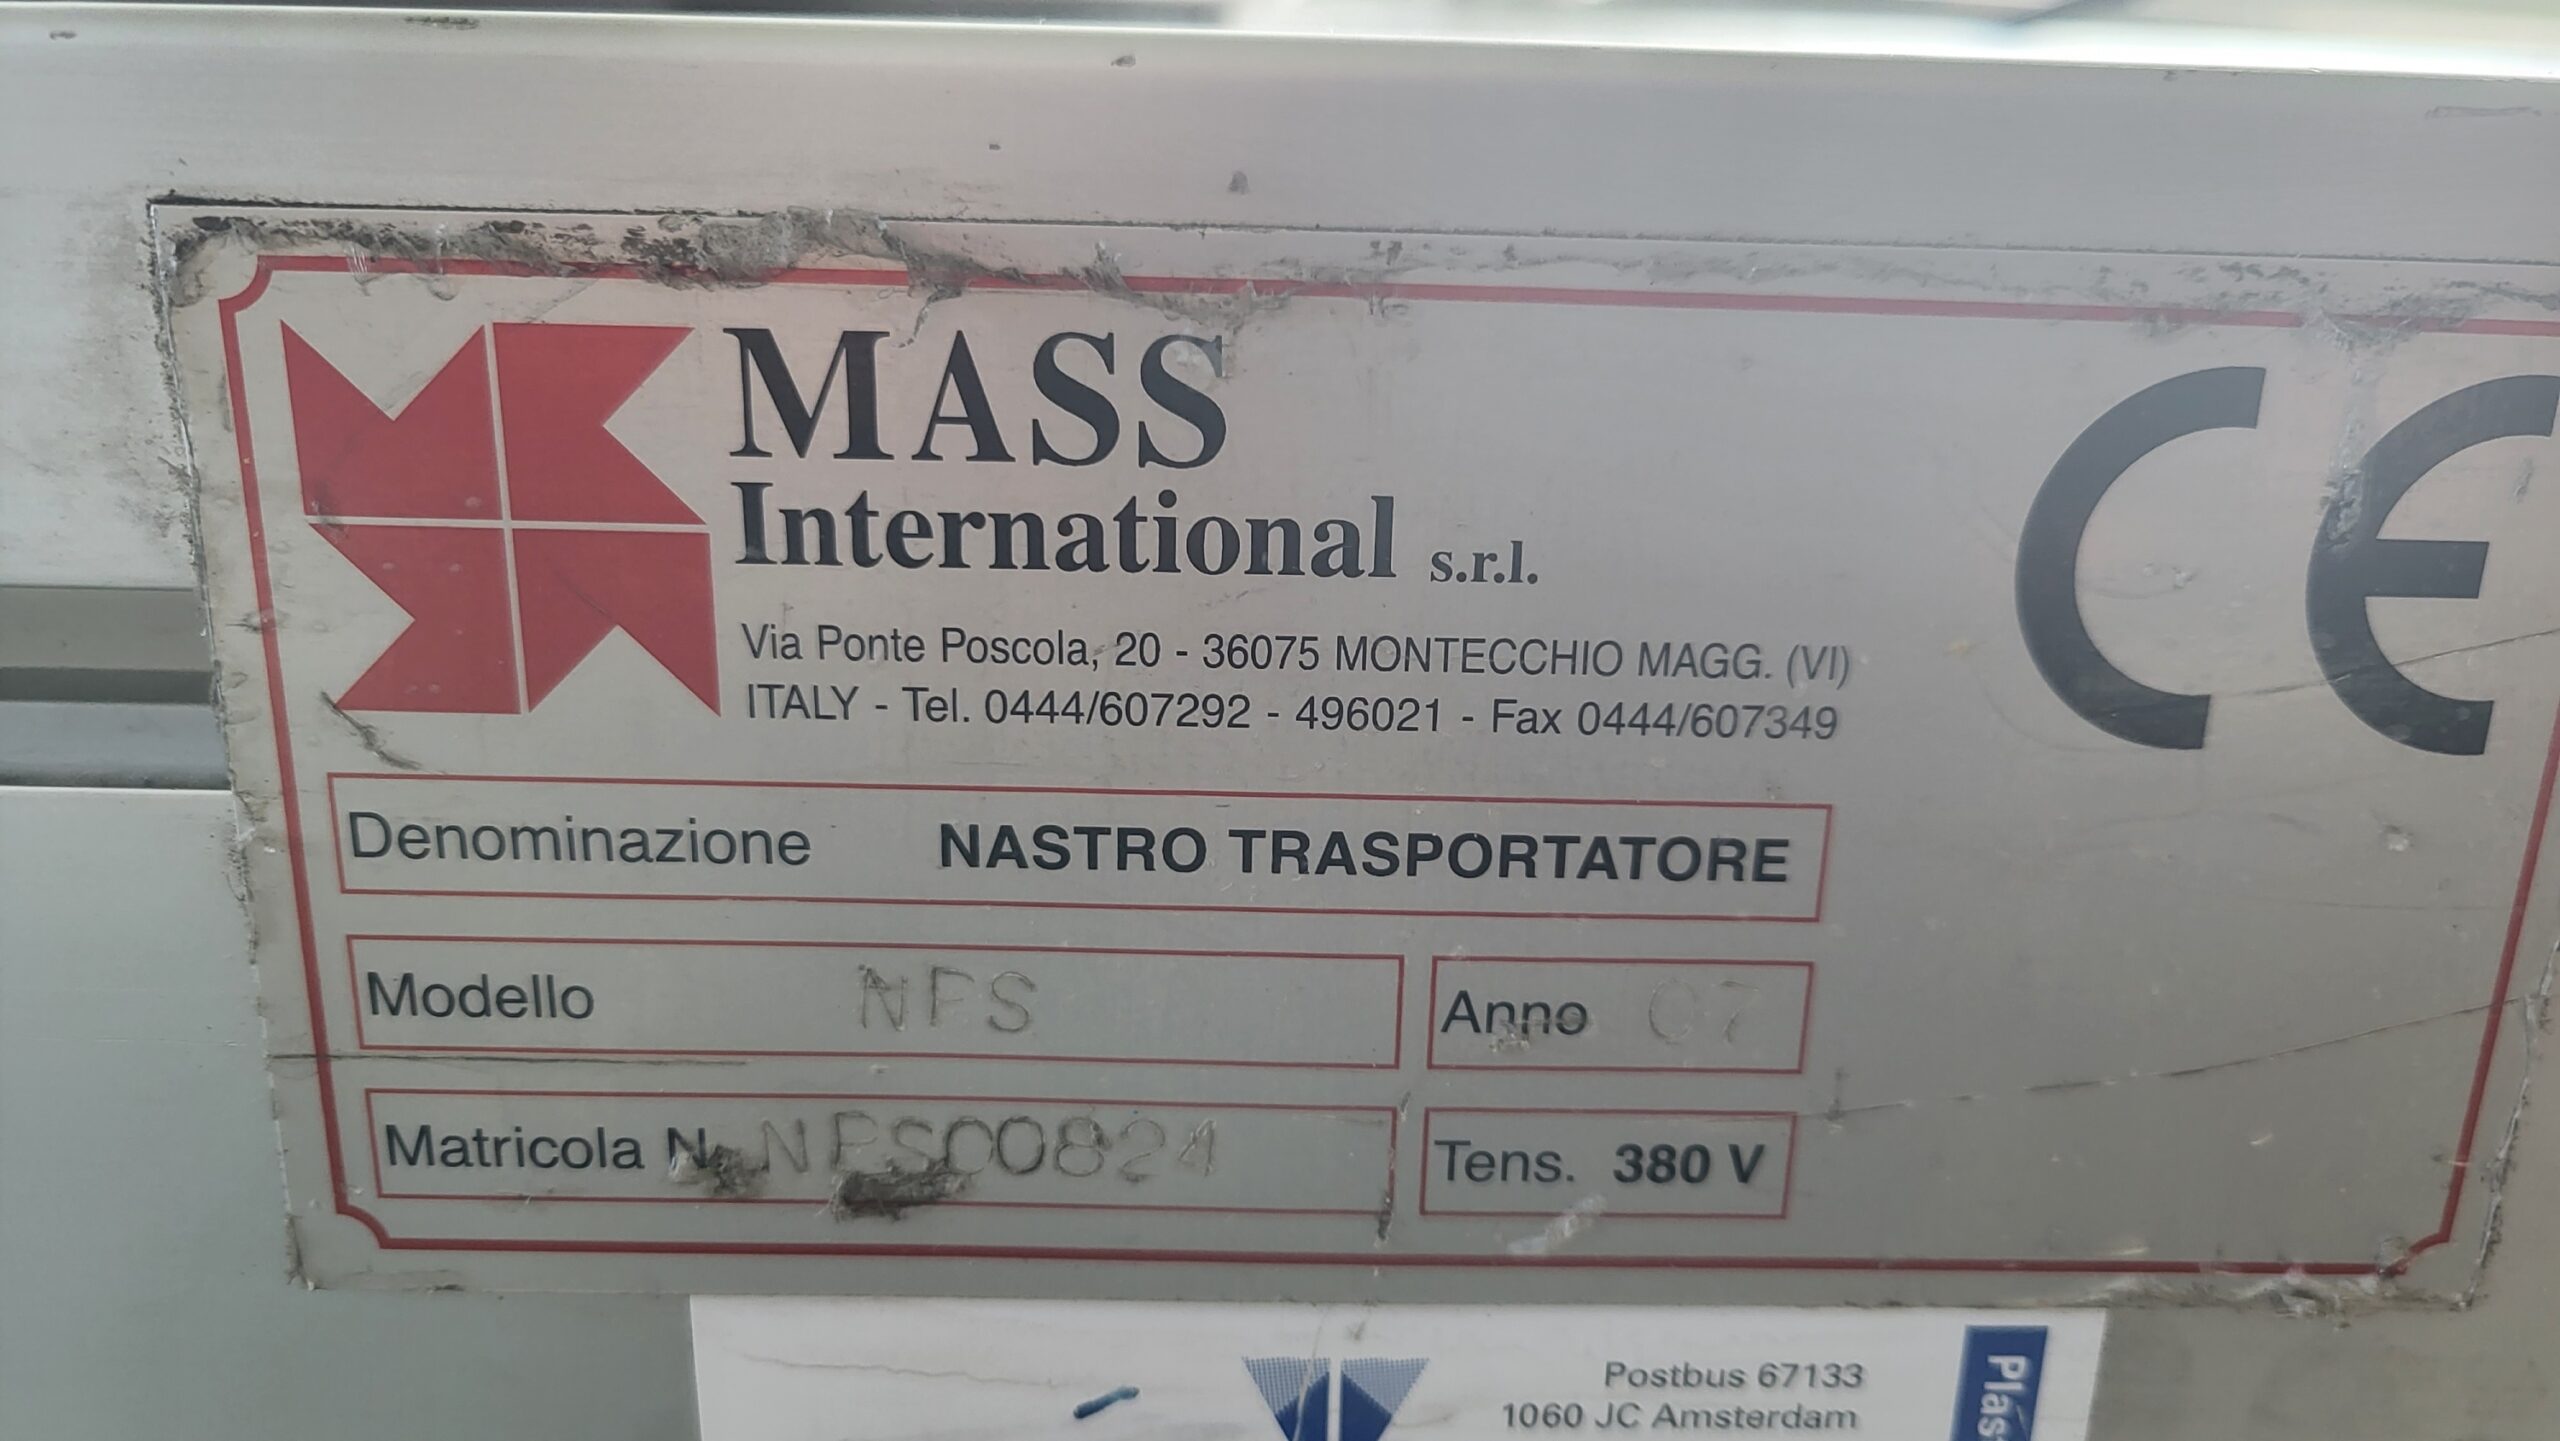 MASS
International s.r.l.
CE
Via Ponte Poscola, 20 - 36075 MONTECCHIO MAGG. (VI)
ITALY - Tel. 0444/607292 - 496021 - Fax 0444/607349
Denominazione NASTRO TRASPORTATORE
Modello NFS Anno 07
Matricola N. NFS00824 Tens. 380 V
Postbus 67133
1060 JC Amsterdam